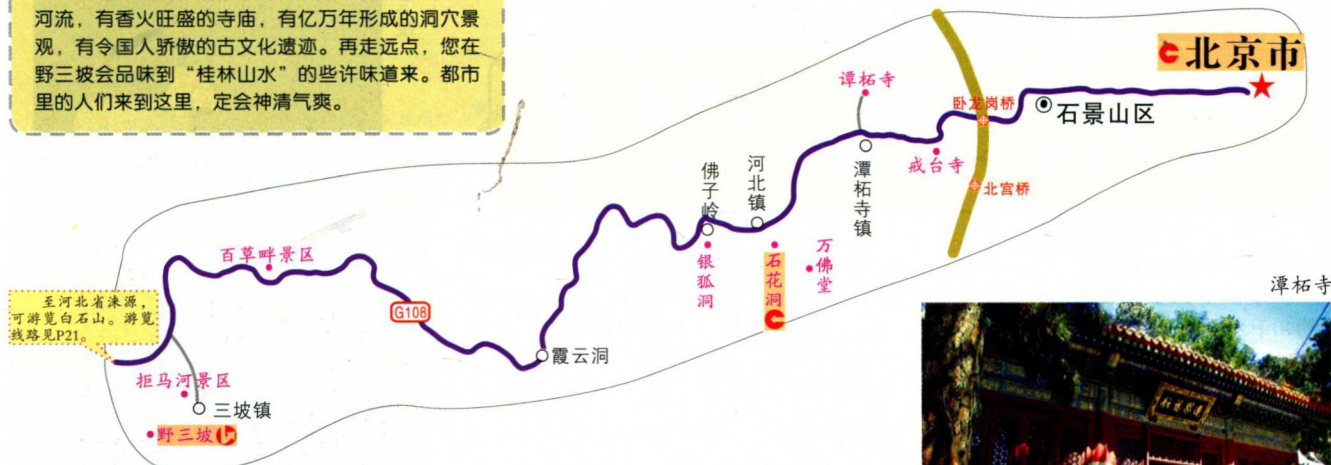 河流，有香火旺盛的寺庙，有亿万年形成的洞穴景
观，有令国人骄傲的古文化遗迹。再走远点，您在
野三坡会品味到“桂林山水”的些许味道来。都市
里的人们来到这里，定会神清气爽。
北京市
石景山区
卧龙岗桥
北宫桥
戒台寺
谭柘寺
潭柘寺镇
河北镇
佛子岭
万佛堂
石花洞
银狐洞
霞云洞
G108
百草畔景区
至河北省涞源，
可游览白石山。游览
线路见P21。
拒马河景区
三坡镇
野三坡
潭柘寺